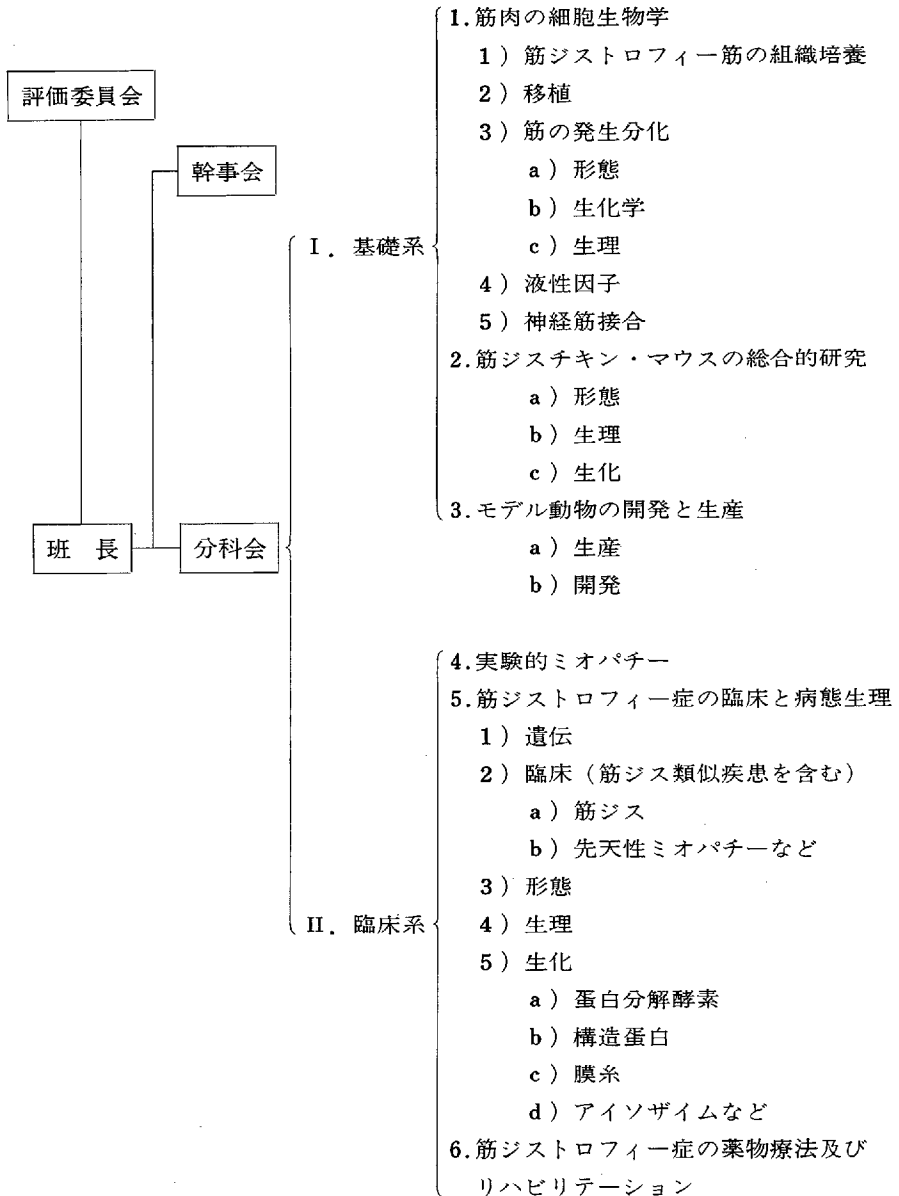 評価委員会
幹事会
班 長
分科会
I. 基礎系
1.筋肉の細胞生物学
1)筋ジストロフィー筋の組織培養
2)移植
3)筋の発生分化
a)形態
b)生化学
c)生理
4)液性因子
5)神経筋接合
2.筋ジスチキン・マウスの総合的研究
a)形態
b)生理
c)生化
3.モデル動物の開発と生産
a)生産
b)開発
II. 臨床系
4.実験的ミオパチー
5.筋ジストロフィー症の臨床と病態生理
1)遺伝
2)臨床(筋ジス類似疾患を含む)
a)筋ジス
b)先天性ミオパチーなど
3)形態
4)生理
5)生化
a)蛋白分解酵素
b)構造蛋白
c)膜糸
d)アイソザイムなど
6.筋ジストロフィー症の薬物療法及び
リハビリテーション